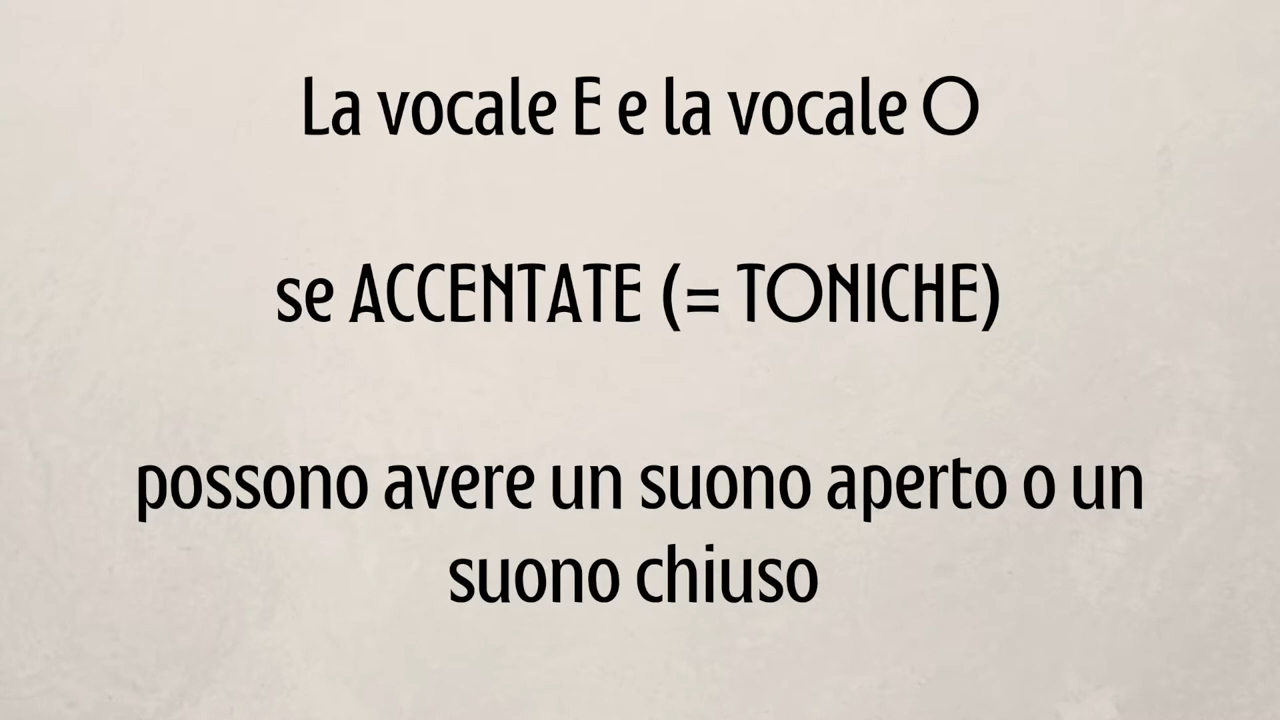 La vocale E e la vocale O
se ACCENTATE (= TONICHE)
possono avere un suono aperto o un
suono chiuso